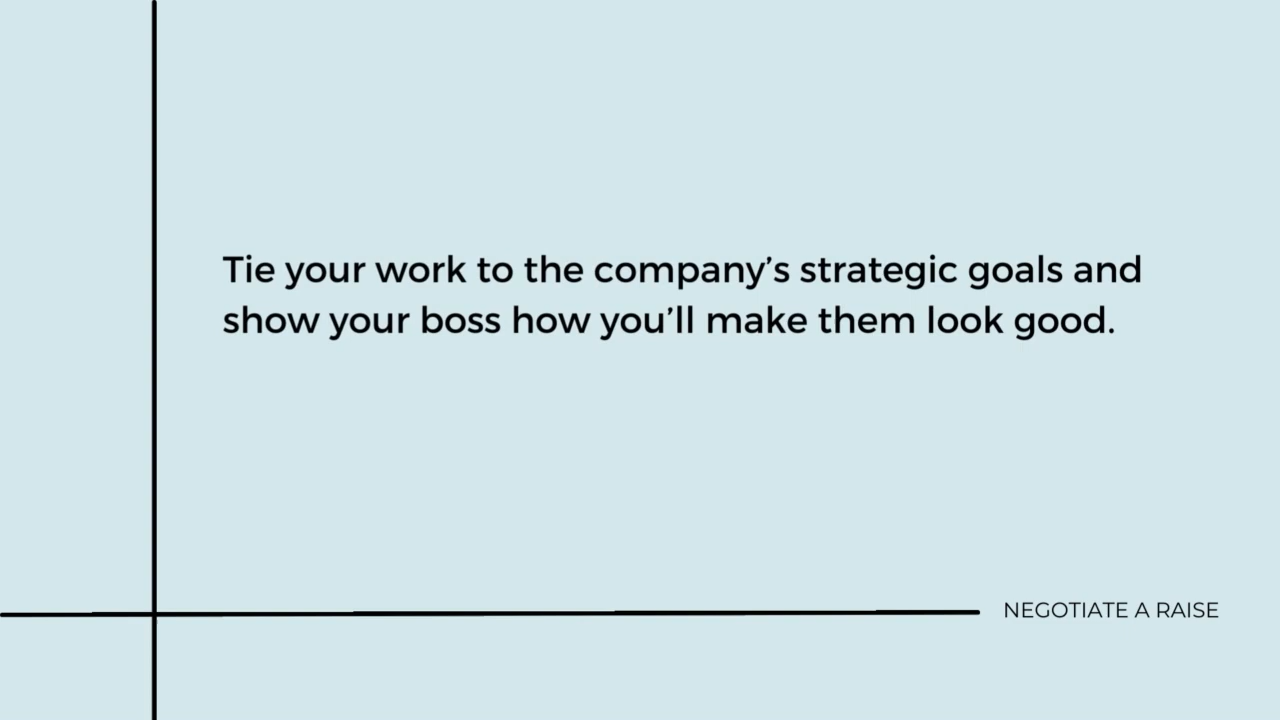 Tie your work to the company’s strategic goals and
show your boss how you’ll make them look good.
NEGOTIATE A RAISE